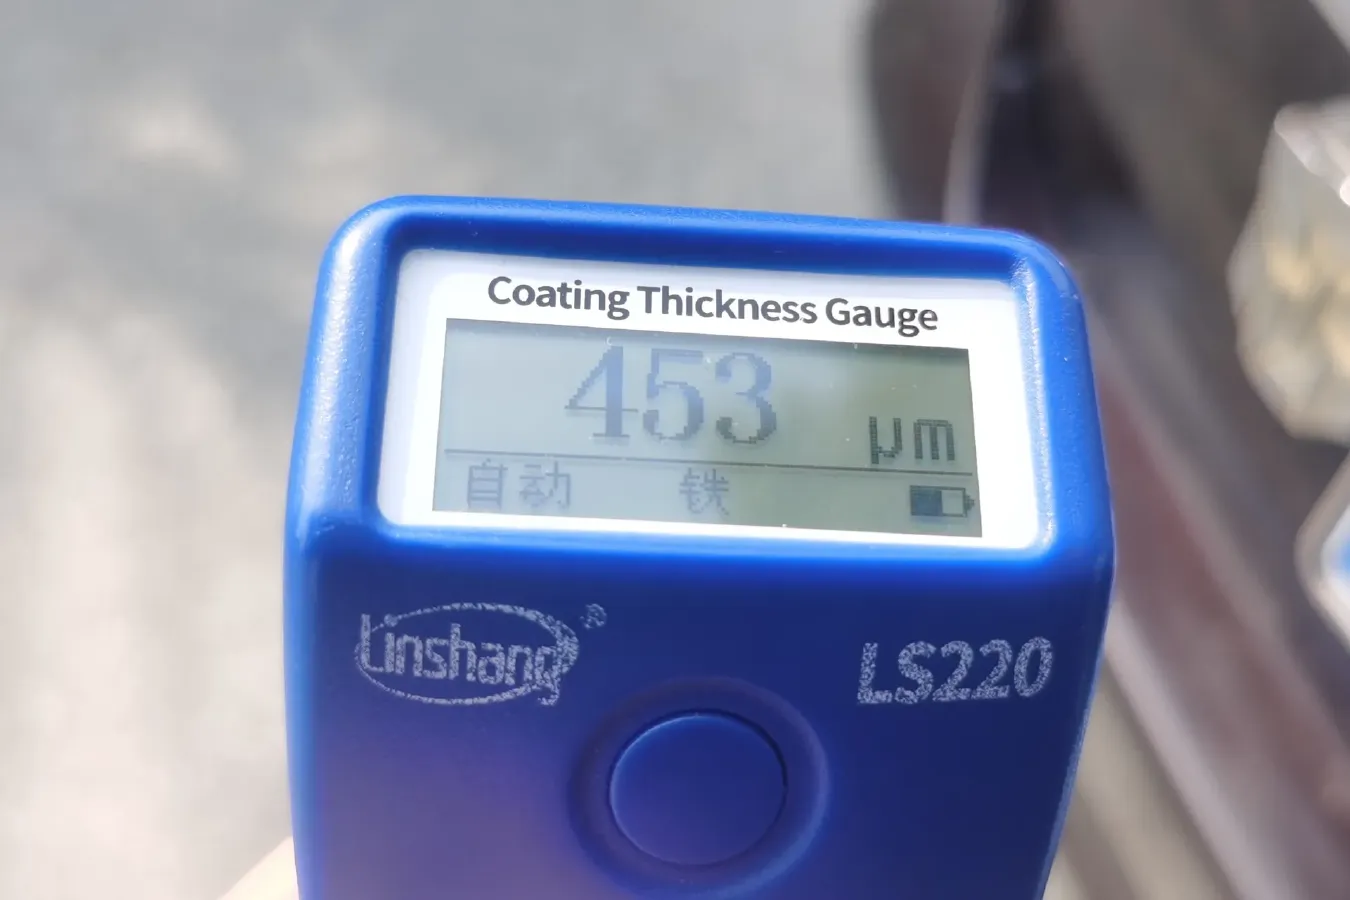 Coating Thickness Gauge
453 μm
自动 铁
Linshang®
LS220